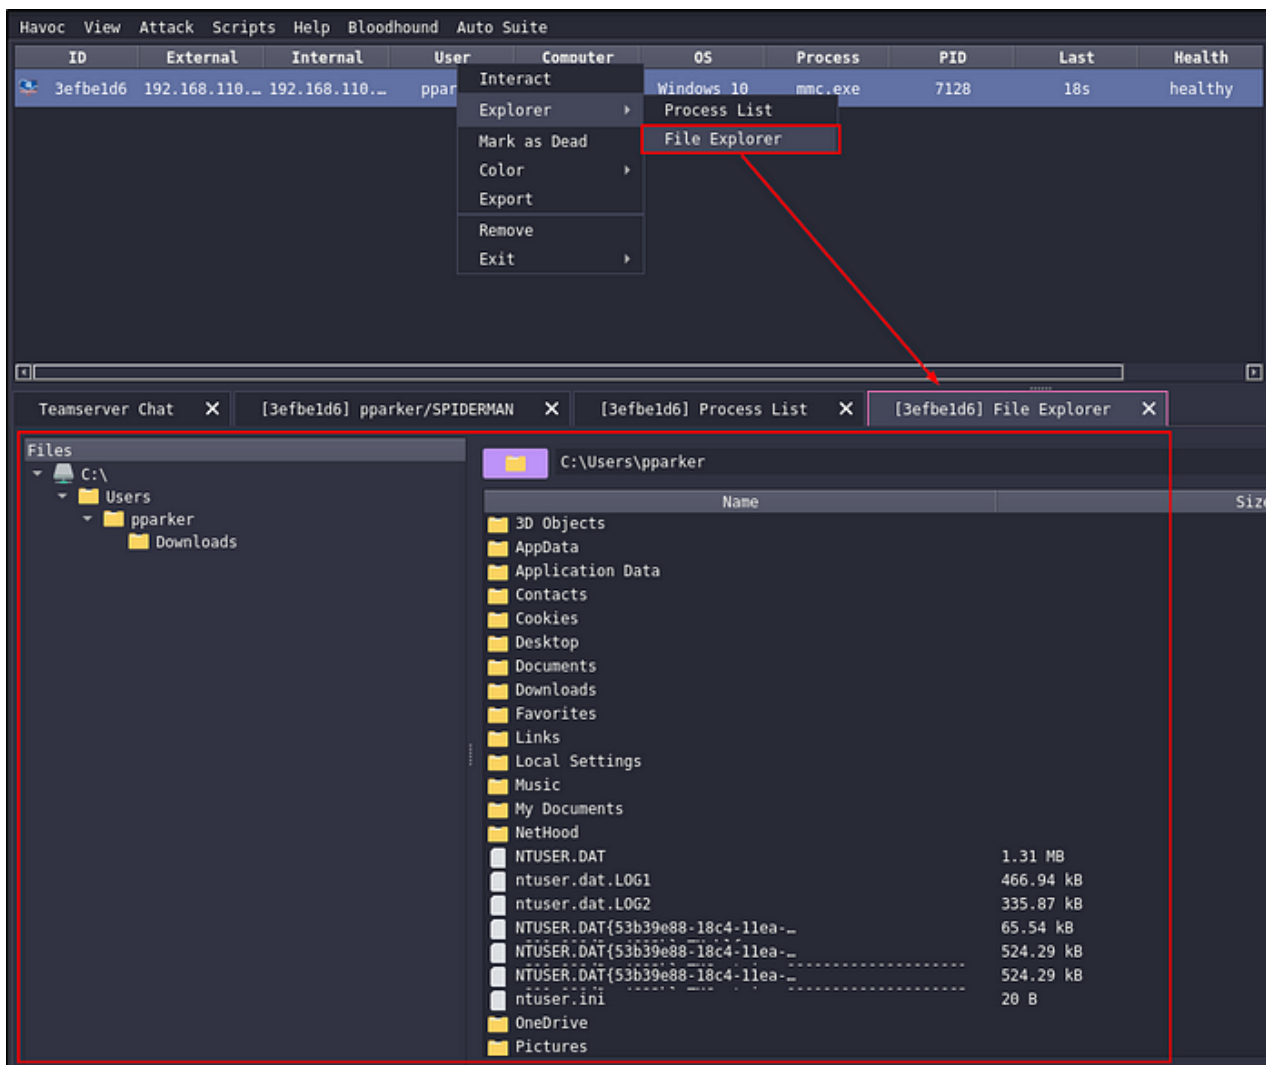 Havoc View Attack Scripts Help Bloodhound Auto Suite
ID External Internal User Computer OS Process PID Last Health
3efbe1d6 192.168.110.… 192.168.110.… ppar Windows 10 mmc.exe 7128 18s healthy
Interact
Explorer
Mark as Dead
Color
Export
Remove
Exit
Process List
File Explorer
Teamserver Chat X [3efbe1d6] pparker/SPIDERMAN X [3efbe1d6] Process List X [3efbe1d6] File Explorer X
Files
C:\
Users
pparker
Downloads
C:\Users\pparker
Name Size
3D Objects
AppData
Application Data
Contacts
Cookies
Desktop
Documents
Downloads
Favorites
Links
Local Settings
Music
My Documents
NetHood
NTUSER.DAT 1.31 MB
ntuser.dat.LOG1 466.94 kB
ntuser.dat.LOG2 335.87 kB
NTUSER.DAT{53b39e88-18c4-11ea-… 65.54 kB
NTUSER.DAT{53b39e88-18c4-11ea-… 524.29 kB
NTUSER.DAT{53b39e88-18c4-11ea-… 524.29 kB
ntuser.ini 20 B
OneDrive
Pictures